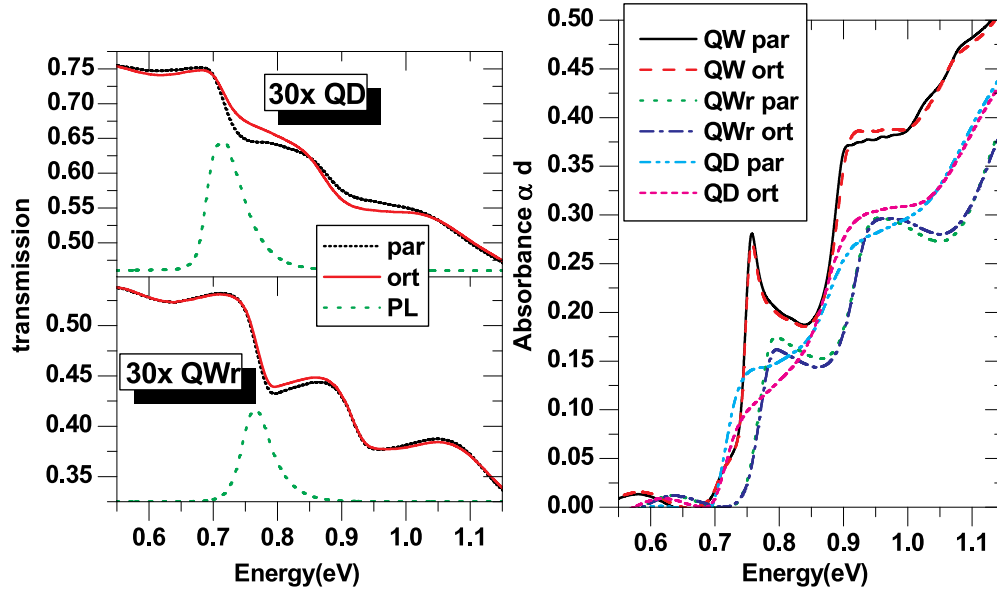 transmission
0.75
0.70
0.65
0.60
0.55
0.50
30x QD
par
ort
PL
0.50
0.45
0.40
0.35
30x QWr
0.6 0.7 0.8 0.9 1.0 1.1
Energy(eV)
Absorbance α d
0.50
0.45
0.40
0.35
0.30
0.25
0.20
0.15
0.10
0.05
0.00
QW par
QW ort
QWr par
QWr ort
QD par
QD ort
0.6 0.7 0.8 0.9 1.0 1.1
Energy(eV)